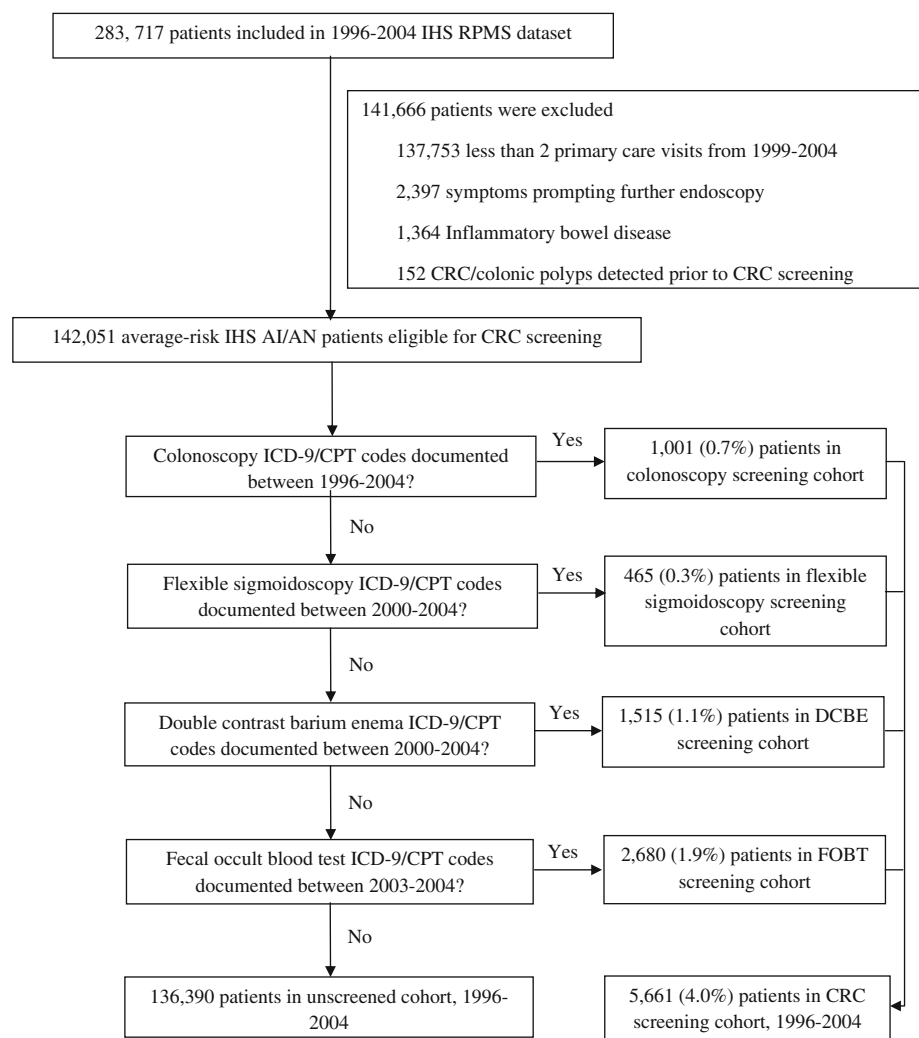 283, 717 patients included in 1996-2004 IHS RPMS dataset
141,666 patients were excluded
137,753 less than 2 primary care visits from 1999-2004
2,397 symptoms prompting further endoscopy
1,364 Inflammatory bowel disease
152 CRC/colonic polyps detected prior to CRC screening
142,051 average-risk IHS AI/AN patients eligible for CRC screening
Colonoscopy ICD-9/CPT codes documented
between 1996-2004?
Yes
1,001 (0.7%) patients in
colonoscopy screening cohort
No
Flexible sigmoidoscopy ICD-9/CPT codes
documented between 2000-2004?
Yes
465 (0.3%) patients in flexible
sigmoidoscopy screening
cohort
No
Double contrast barium enema ICD-9/CPT
codes documented between 2000-2004?
Yes
1,515 (1.1%) patients in DCBE
screening cohort
No
Fecal occult blood test ICD-9/CPT codes
documented between 2003-2004?
Yes
2,680 (1.9%) patients in FOBT
screening cohort
No
136,390 patients in unscreened cohort, 1996-
2004
5,661 (4.0%) patients in CRC
screening cohort, 1996-2004